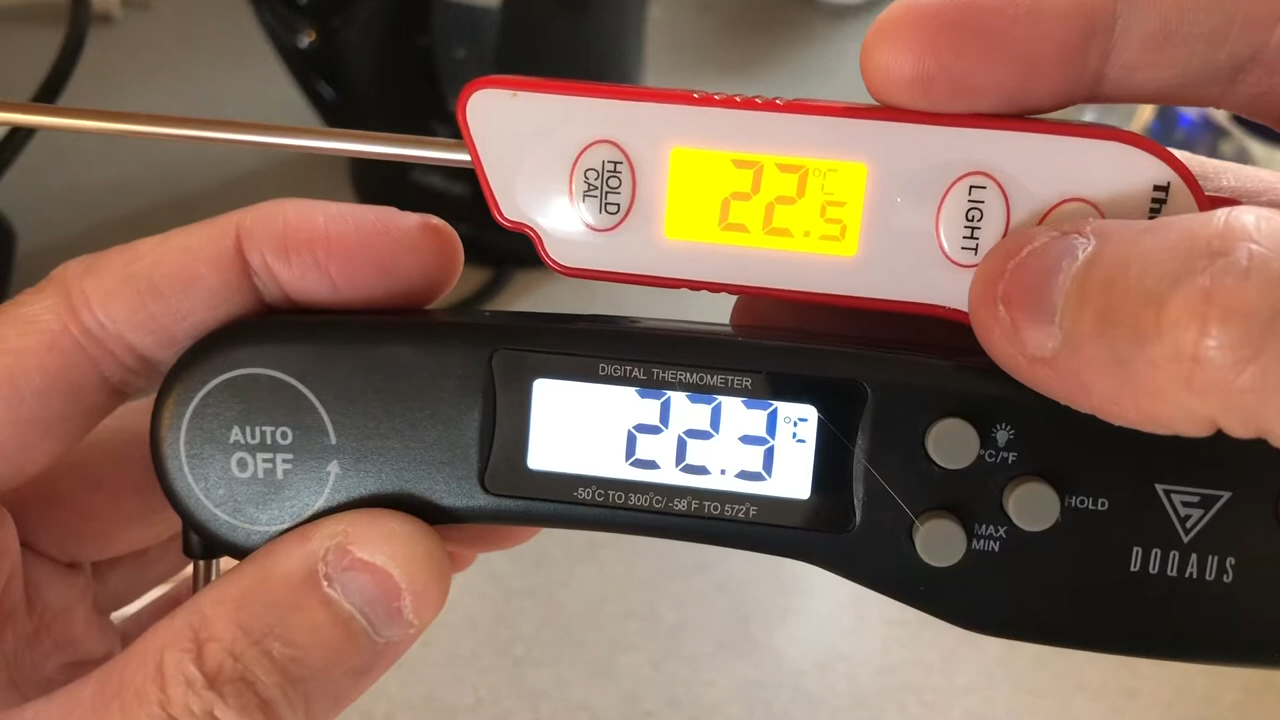 HOLD
CAL
22.5 °C
LIGHT
Th
DIGITAL THERMOMETER
22.3 °C
-50°C TO 300°C/ -58°F TO 572°F
AUTO
OFF
°C/°F
HOLD
MAX
MIN
DOQAUS